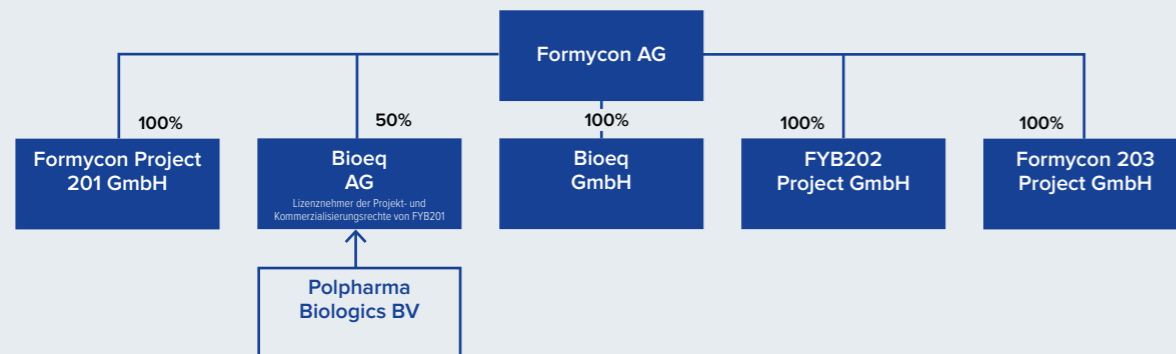 Formycon AG
100%
50%
100%
100%
100%
Formycon Project
201 GmbH
Bioeq
AG
Lizenznehmer der Projekt- und
Kommerzialisierungsrechte von FYB201
Bioeq
GmbH
FYB202
Project GmbH
Formycon 203
Project GmbH
Polpharma
Biologics BV